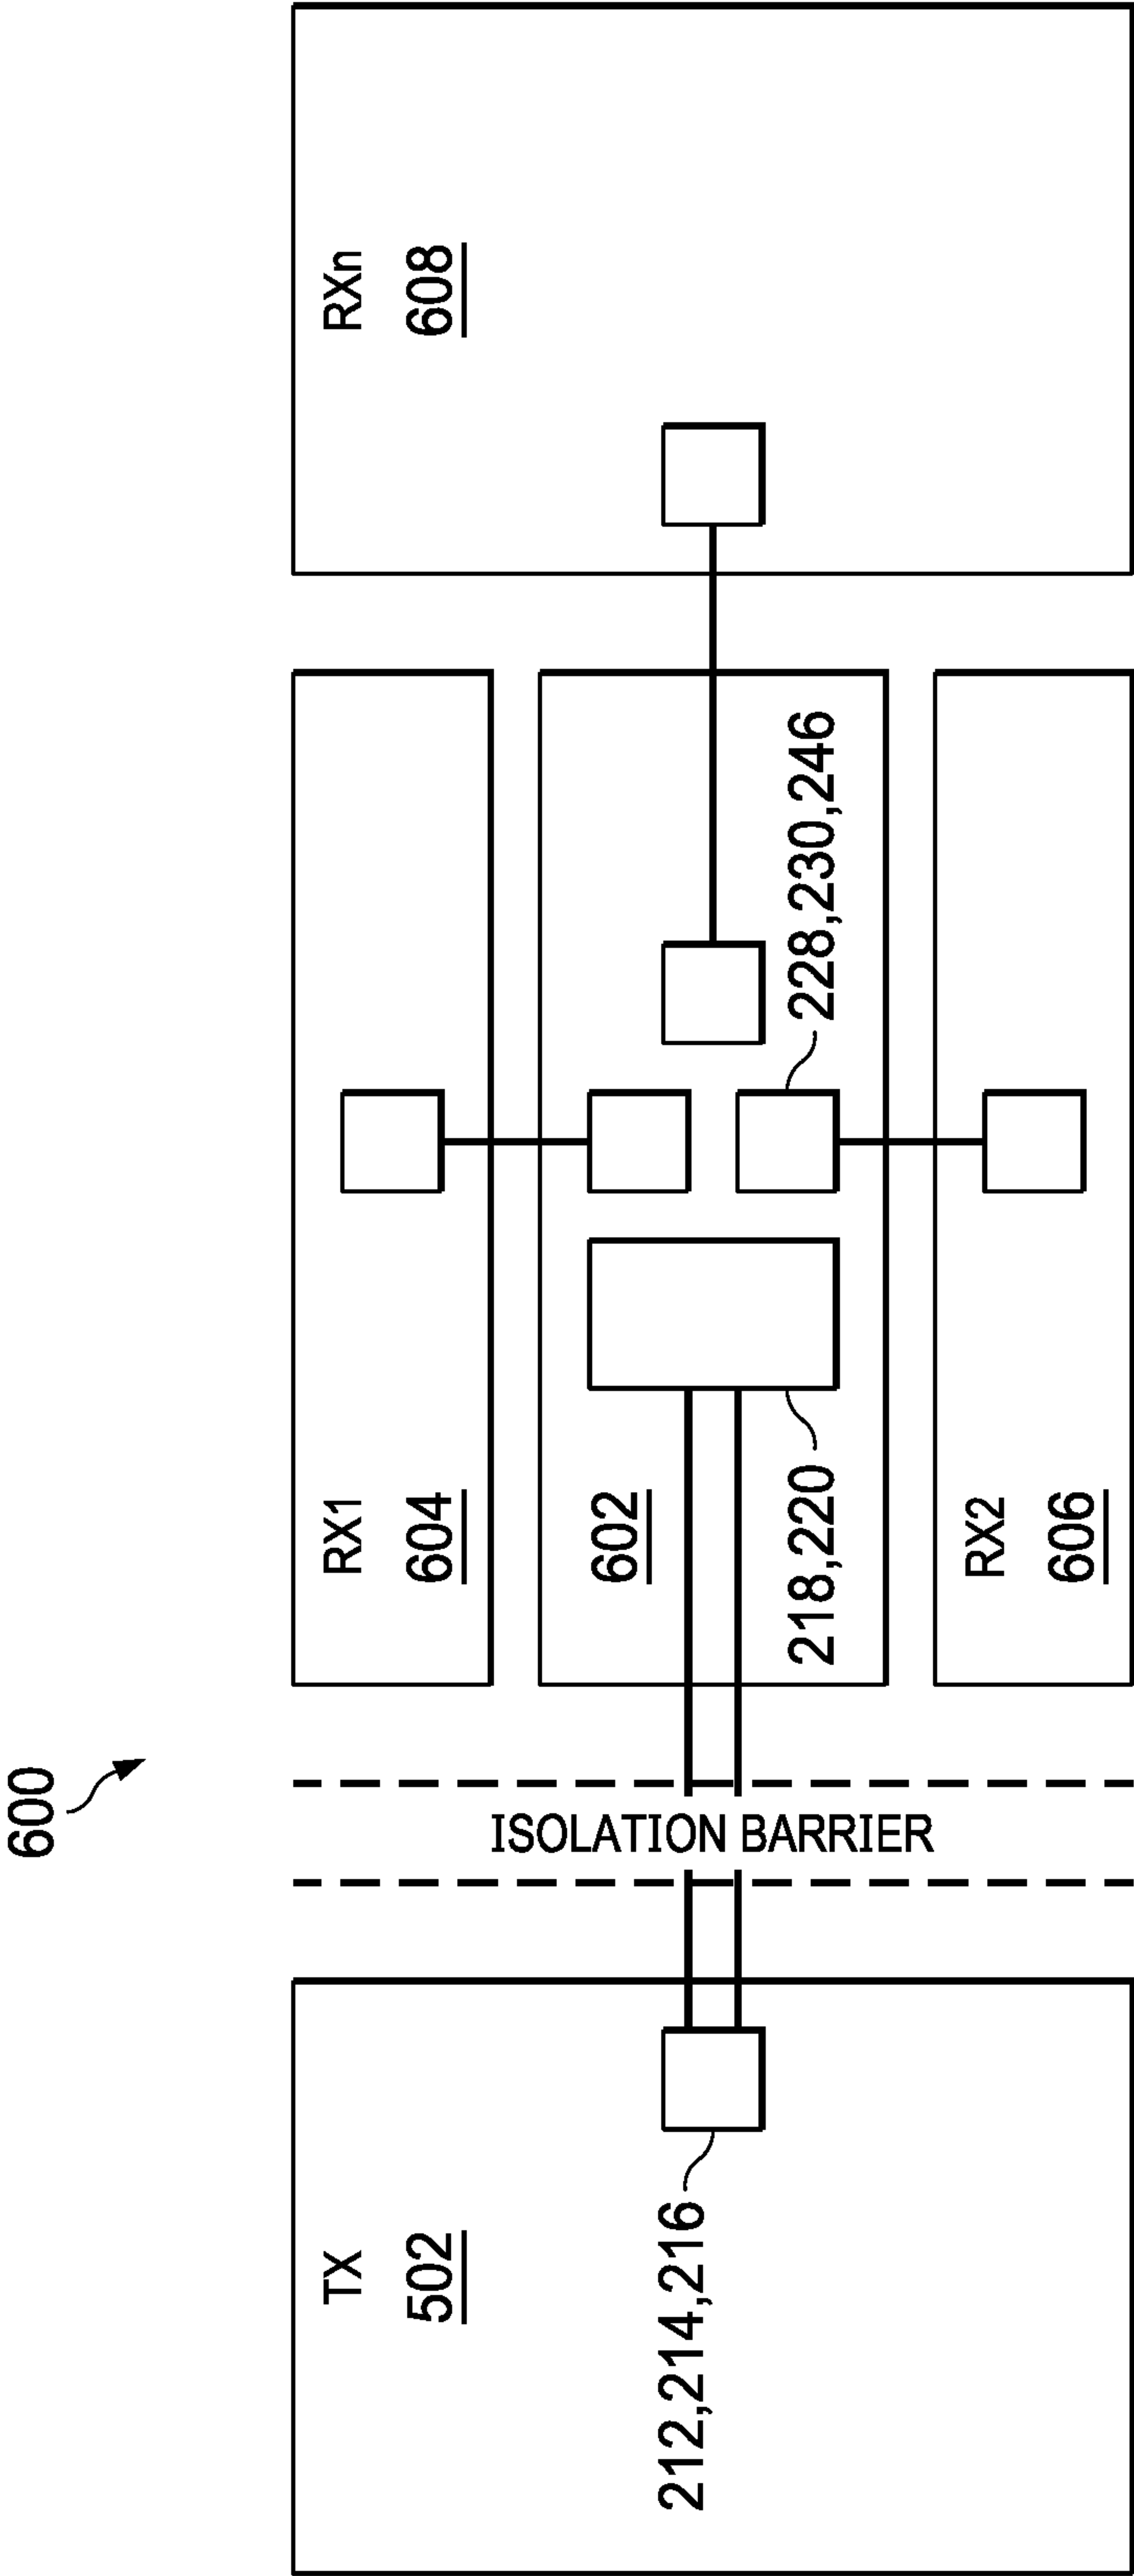 600
TX
502
212,214,216
ISOLATION BARRIER
RX1
604
602
218,220
228,230,246
RX2
606
RXn
608